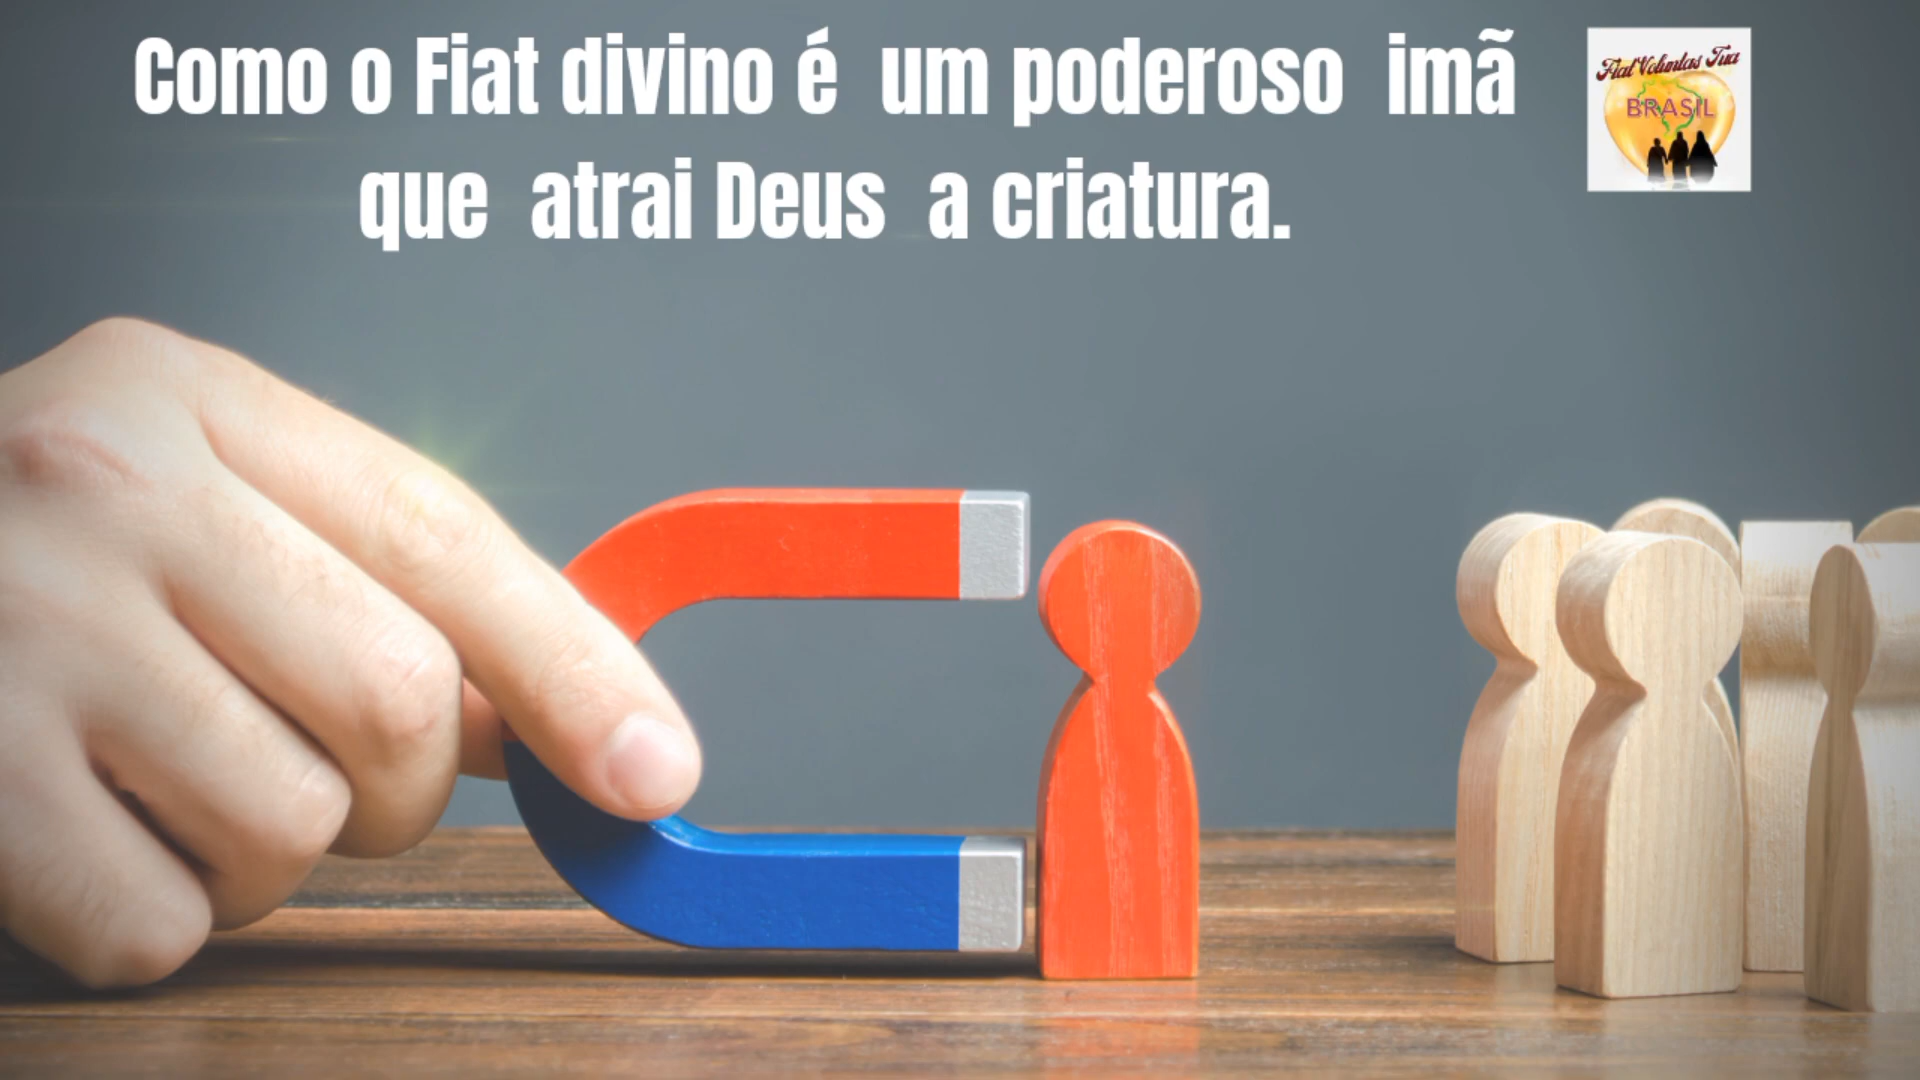 Como o Fiat divino é um poderoso imã
que atrai Deus a criatura.
Fiat Voluntas Tua
BRASIL